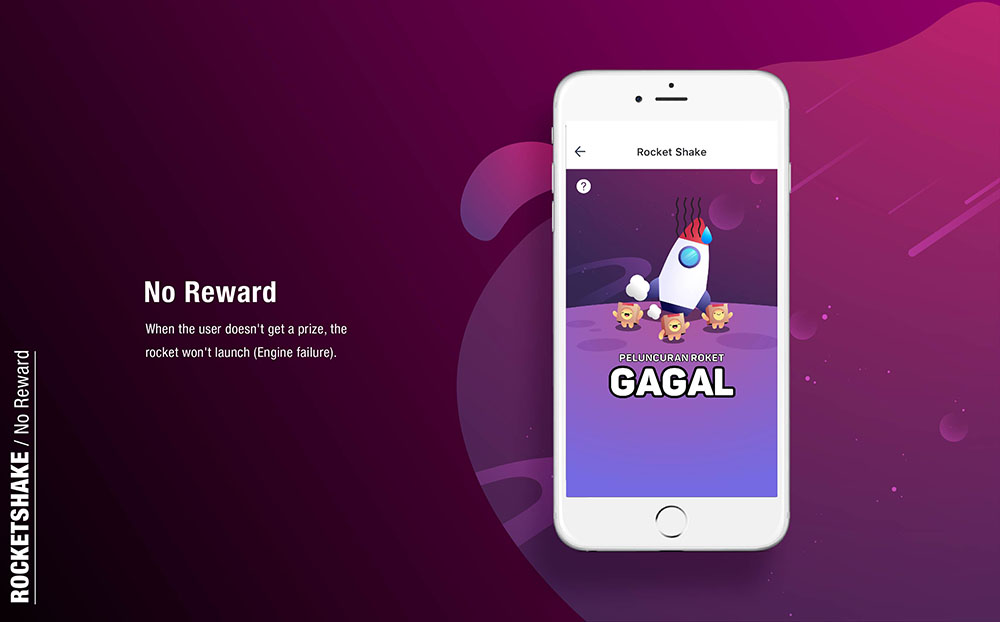 No Reward
When the user doesn't get a prize, the
rocket won't launch (Engine failure).
ROCKETSHAKE / No Reward
Rocket Shake
?
PELUNCURAN ROKET
GAGAL